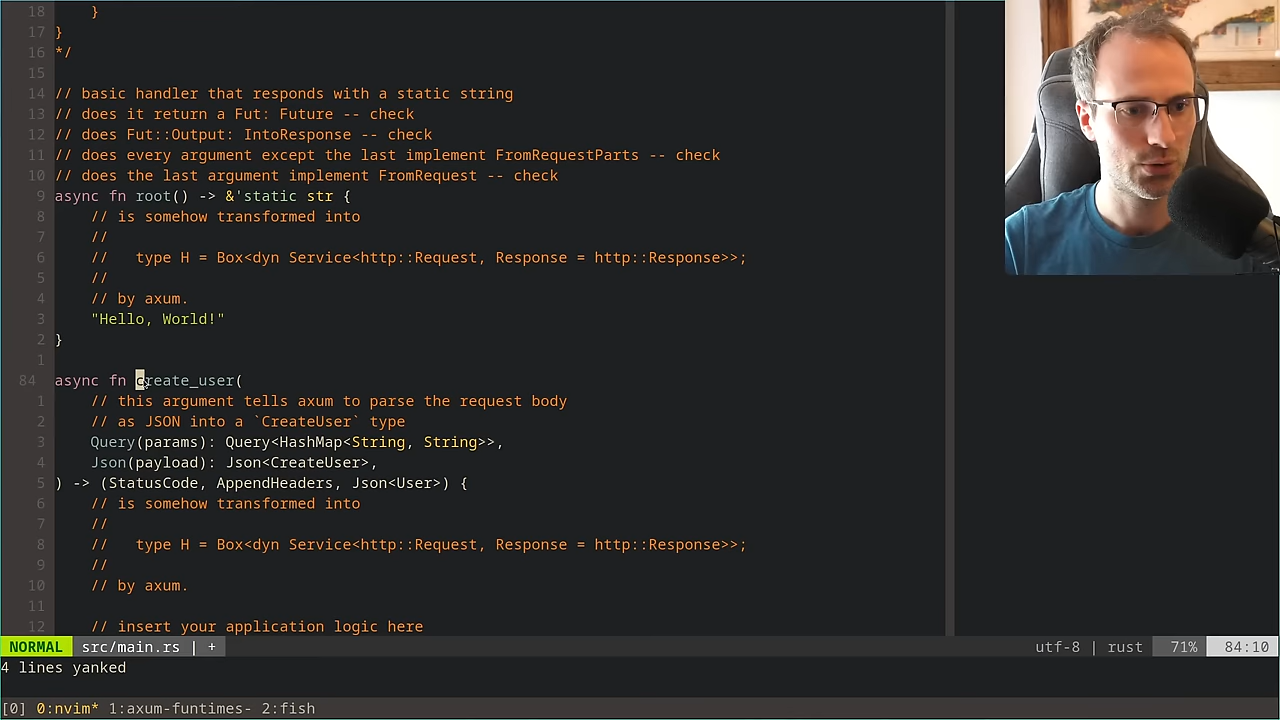 18     }
17 }
16 */
15
14 // basic handler that responds with a static string
13 // does it return a Fut: Future -- check
12 // does Fut::Output: IntoResponse -- check
11 // does every argument except the last implement FromRequestParts -- check
10 // does the last argument implement FromRequest -- check
9 async fn root() -> &'static str {
8     // is somehow transformed into
7     //
6     //   type H = Box<dyn Service<http::Request, Response = http::Response>>;
5     //
4     // by axum.
3     "Hello, World!"
2 }
1
84 async fn create_user(
1     // this argument tells axum to parse the request body
2     // as JSON into a `CreateUser` type
3     Query(params): Query<HashMap<String, String>>,
4     Json(payload): Json<CreateUser>,
5 ) -> (StatusCode, AppendHeaders, Json<User>) {
6     // is somehow transformed into
7     //
8     //   type H = Box<dyn Service<http::Request, Response = http::Response>>;
9     //
10     // by axum.
11
12     // insert your application logic here
NORMAL src/main.rs | + utf-8 | rust 71% 84:10
4 lines yanked
[0] 0:nvim* 1:axum-funtimes- 2:fish